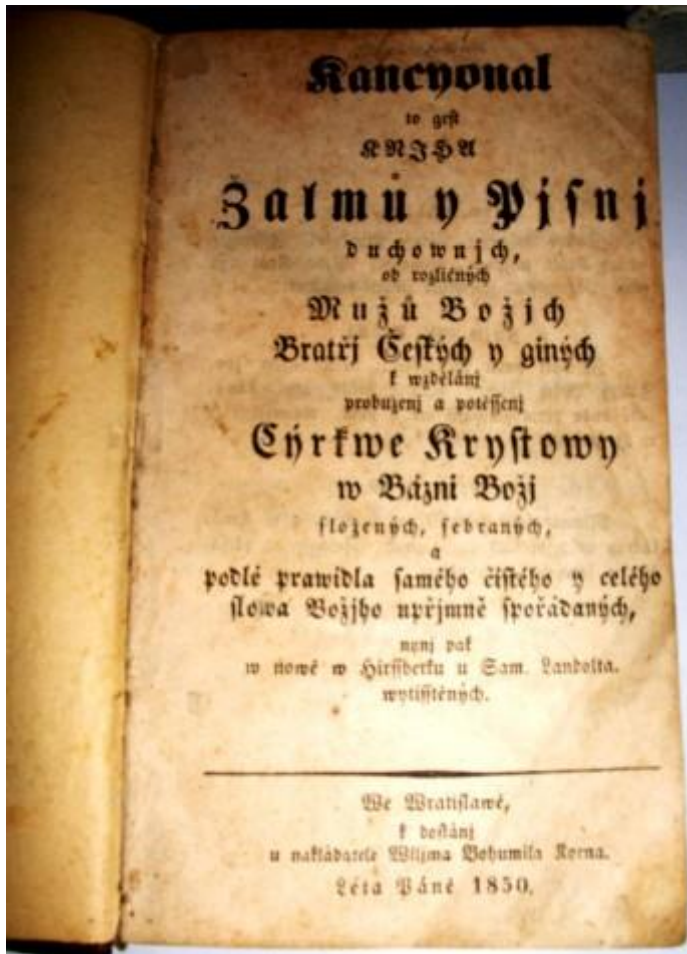 Kancyonal
to gest
KNJHA
Žalmů y Pjsnj
duchownjch,
od rozličných
Mužů Božjch
Bratřj Českých y giných
k wzdělánj
probuzenj a potěssenj
Cýrkwe Krystowy
w Bázni Božj
složených, sebraných,
a
podlé prawidla samého čistého y celého
slowa Božjho upřjmně spořádaných,
nynj pak
w nowě w Hirssberku u Sam. Landolta.
wytisstěných.
We Wratislawě,
k dostánj
u nakladatele Wiljma Bohumila Korna.
Léta Páně 1850.